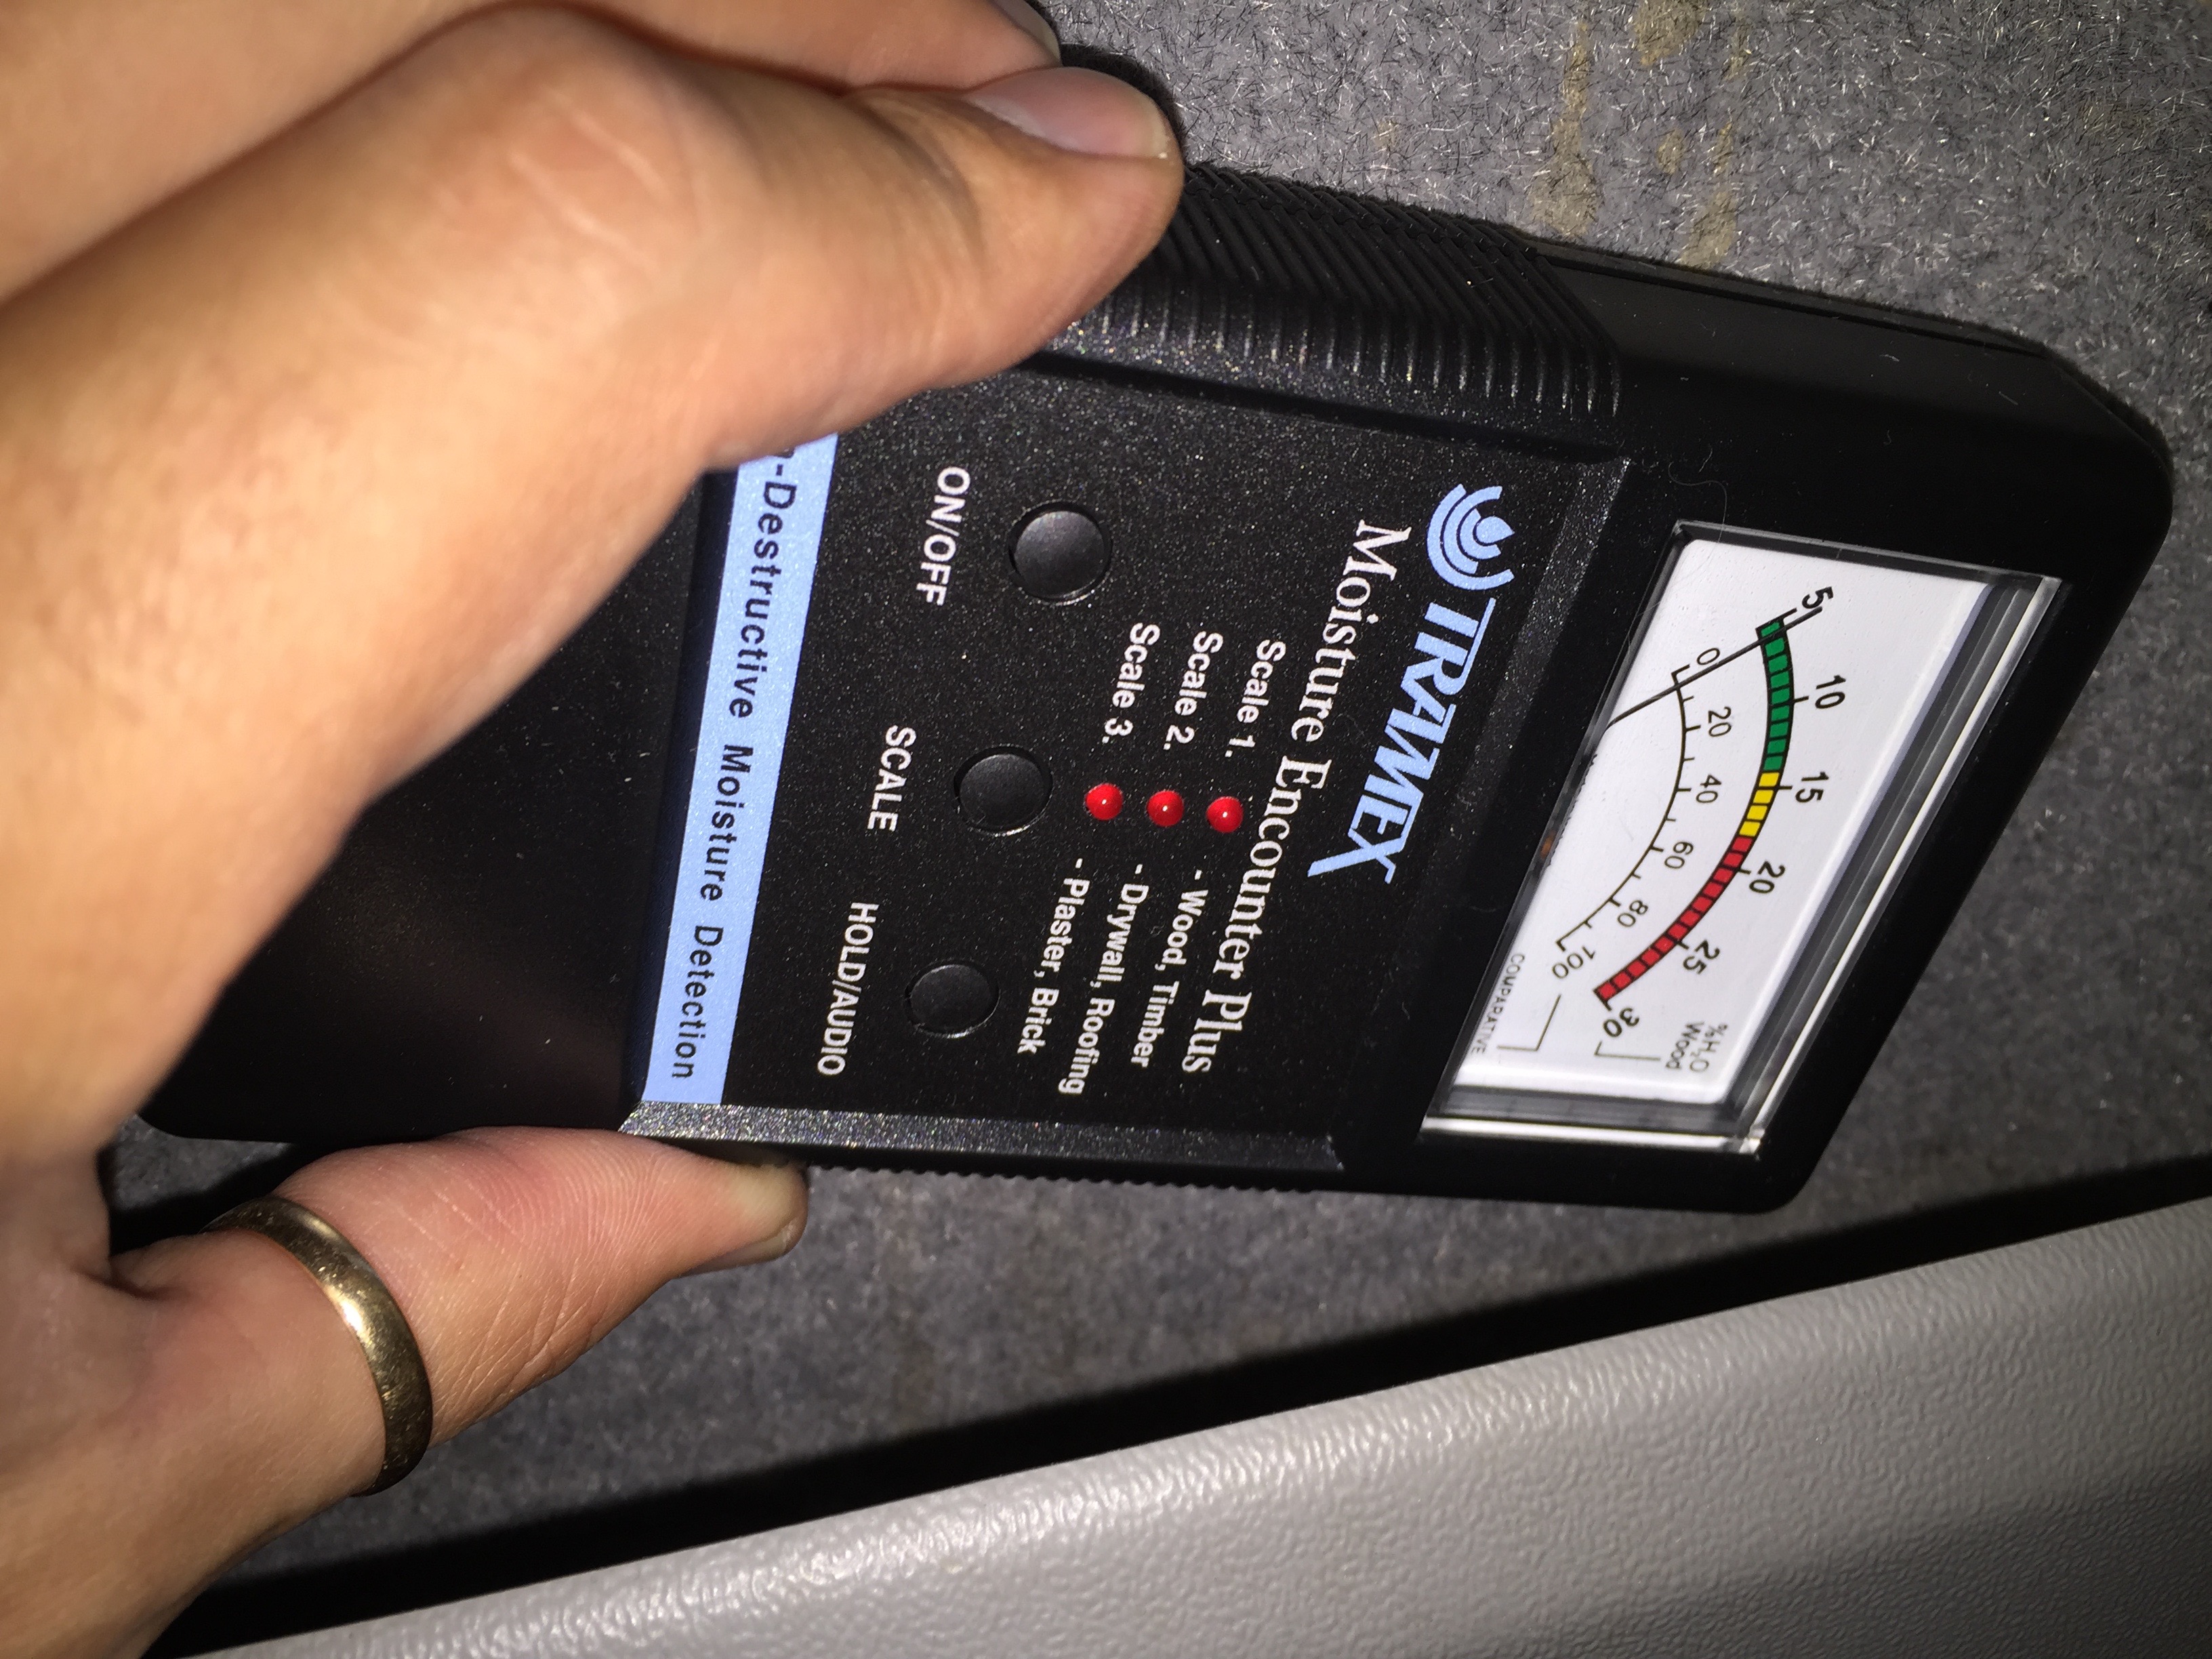 5 10 15 20 25 30
%H₂O
Wood
0 20 40 60 80 100
COMPARATIVE
TRAMEX
Moisture Encounter Plus
Scale 1. - Wood, Timber
Scale 2. - Drywall, Roofing
Scale 3. - Plaster, Brick
ON/OFF SCALE HOLD/AUDIO
-Destructive Moisture Detection